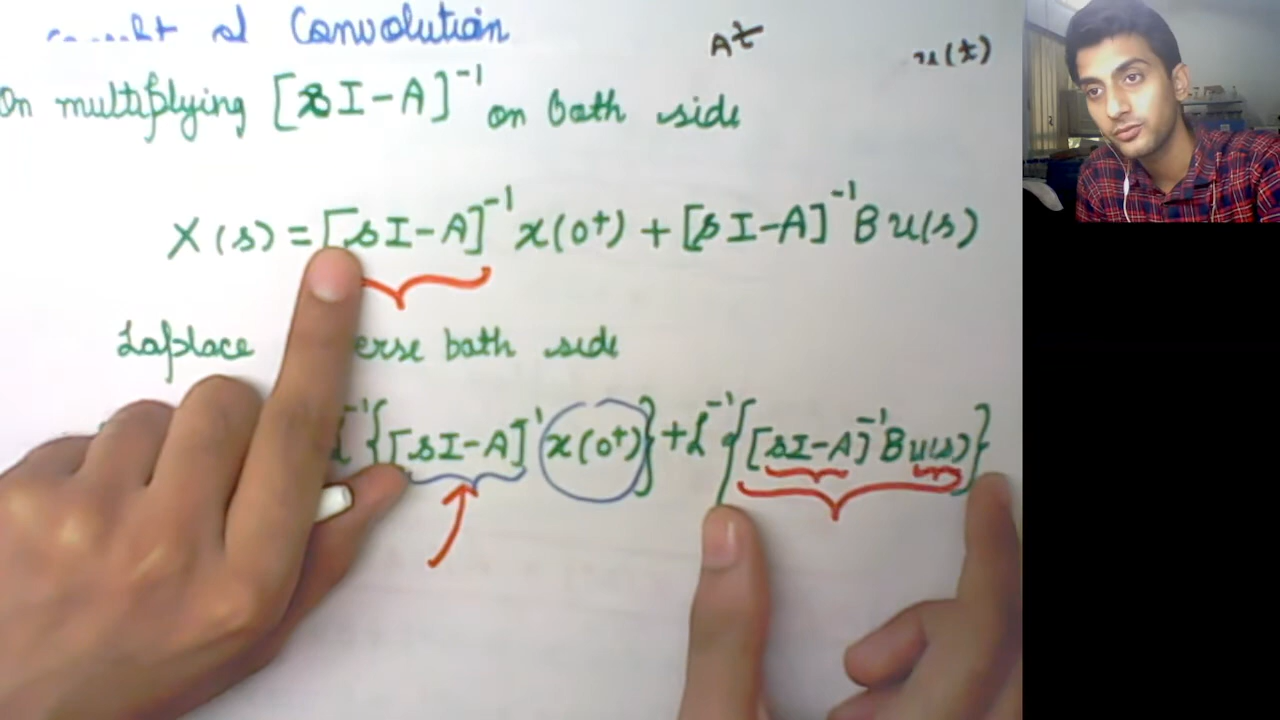 of Convolution
At u(t)
On multiplying [sI-A]⁻¹ on both side
X(s) = [sI-A]⁻¹ x(0⁺) + [sI-A]⁻¹ B u(s)
Laplace both side
{[sI-A]⁻¹ x(0⁺)} + L⁻¹{[sI-A]⁻¹ B u(s)}